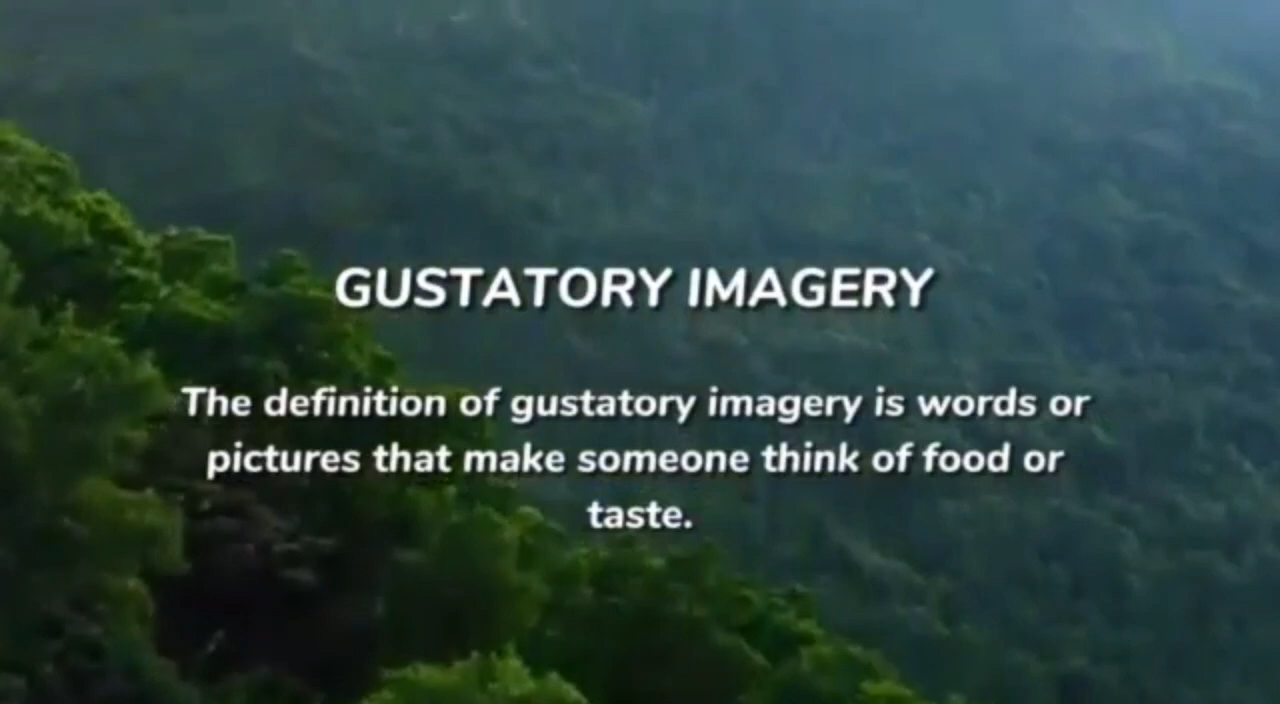 GUSTATORY IMAGERY
The definition of gustatory imagery is words or
pictures that make someone think of food or
taste.